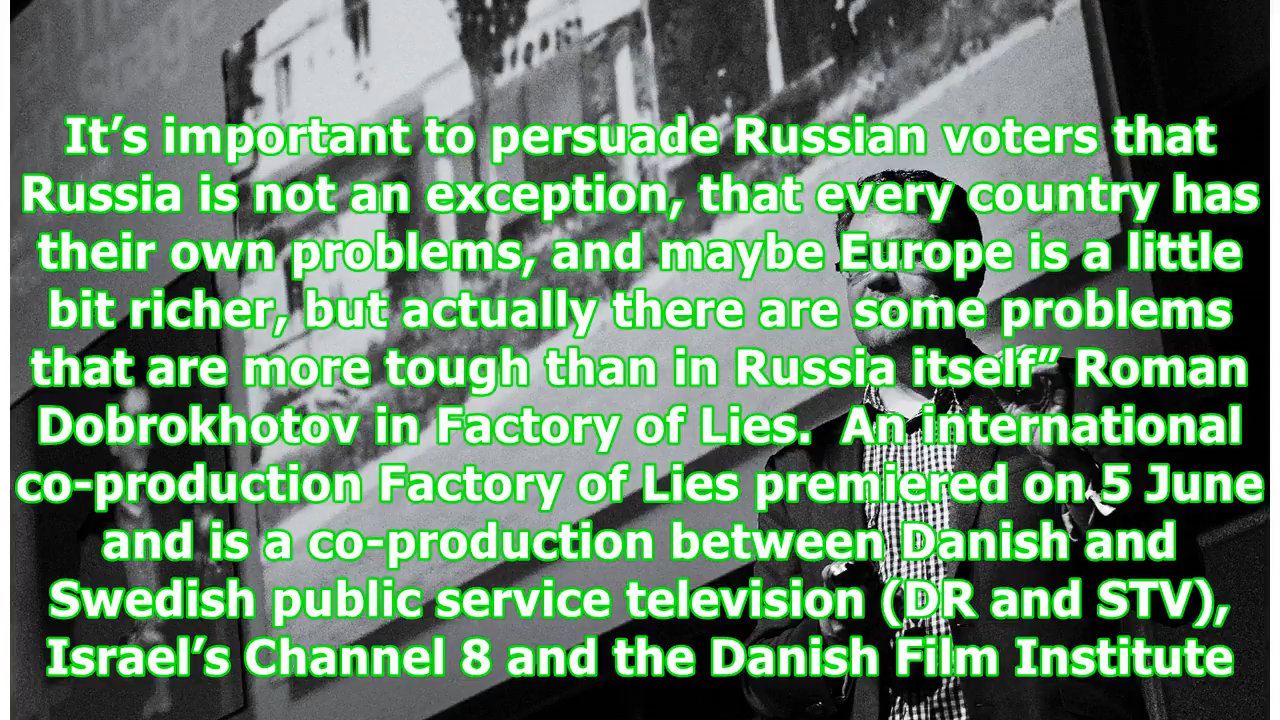 It’s important to persuade Russian voters that
Russia is not an exception, that every country has
their own problems, and maybe Europe is a little
bit richer, but actually there are some problems
that are more tough than in Russia itself” Roman
Dobrokhotov in Factory of Lies.  An international
co-production Factory of Lies premiered on 5 June
and is a co-production between Danish and
Swedish public service television (DR and STV),
Israel’s Channel 8 and the Danish Film Institute